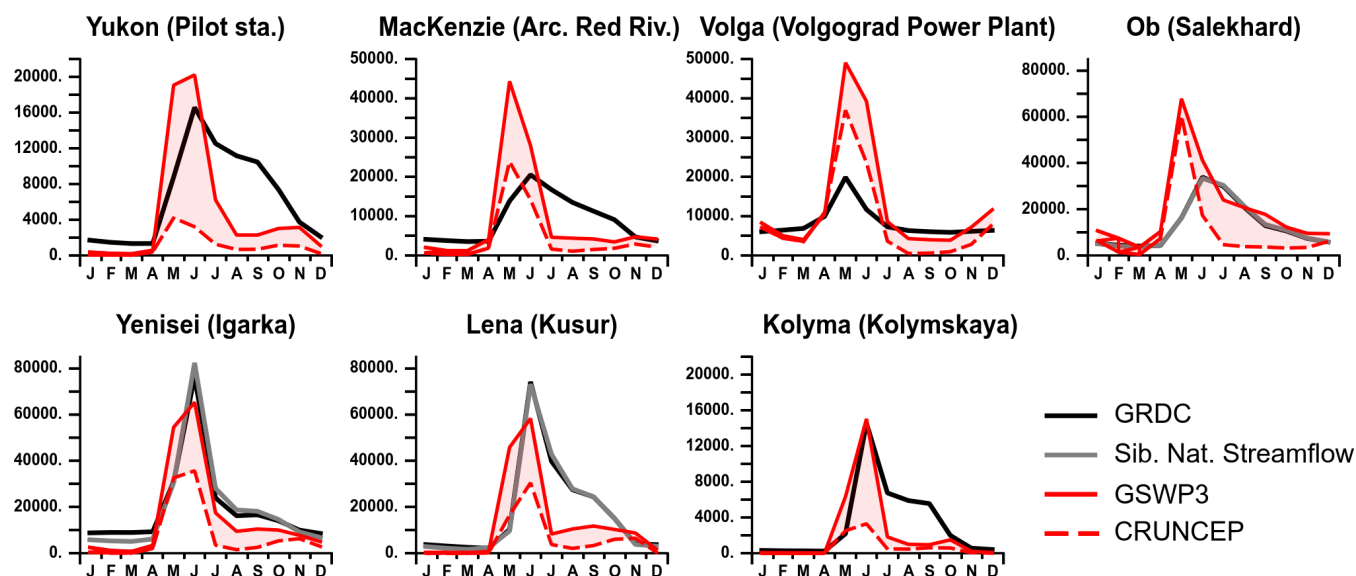 Yukon (Pilot sta.)
20000.
16000.
12000.
8000.
4000.
0.
J F M A M J J A S O N D
MacKenzie (Arc. Red Riv.)
50000.
40000.
30000.
20000.
10000.
0.
J F M A M J J A S O N D
Volga (Volgograd Power Plant)
50000.
40000.
30000.
20000.
10000.
0.
J F M A M J J A S O N D
Ob (Salekhard)
80000.
60000.
40000.
20000.
0.
J F M A M J J A S O N D
Yenisei (Igarka)
80000.
60000.
40000.
20000.
0.
J F M A M J J A S O N D
Lena (Kusur)
80000.
60000.
40000.
20000.
0.
J F M A M J J A S O N D
Kolyma (Kolymskaya)
20000.
16000.
12000.
8000.
4000.
0.
J F M A M J J A S O N D
GRDC
Sib. Nat. Streamflow
GSWP3
CRUNCEP